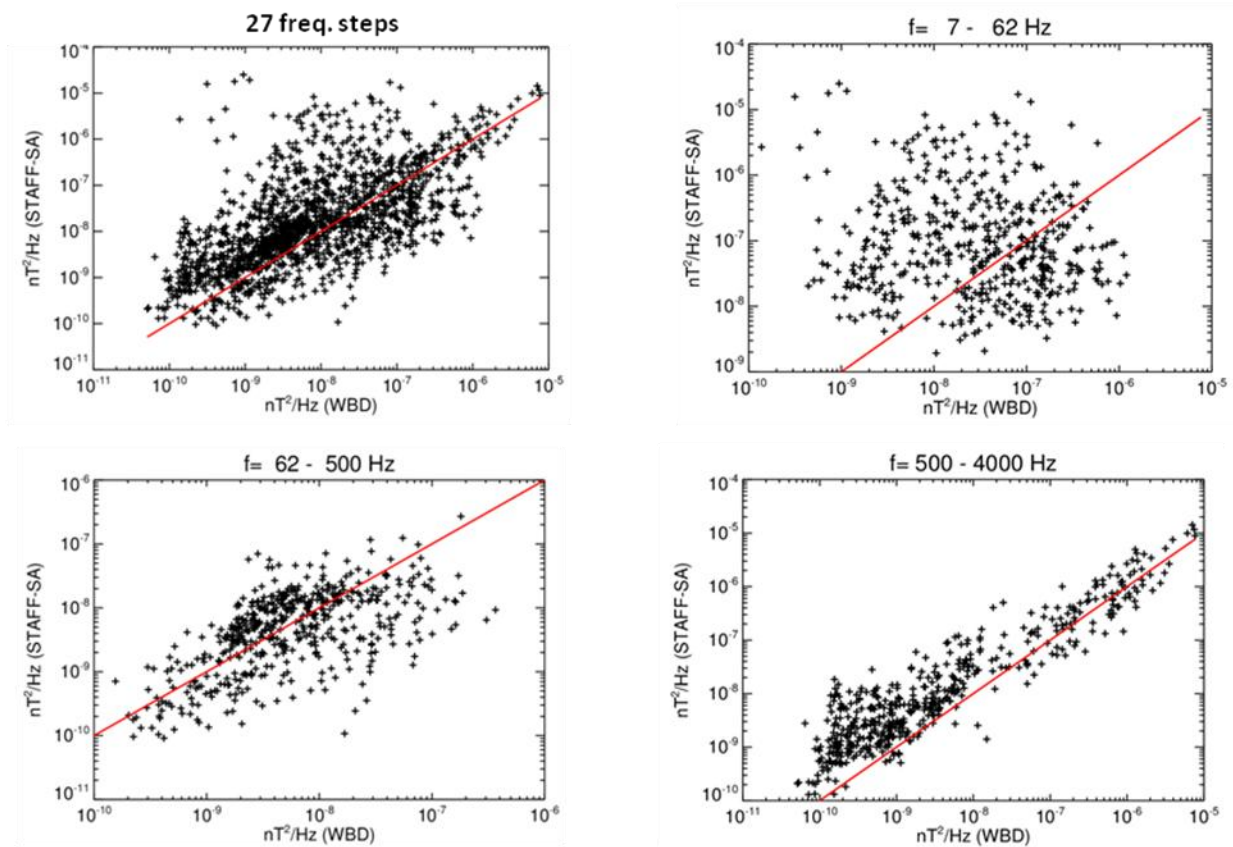 27 freq. steps
10⁻⁴
10⁻⁵
10⁻⁶
10⁻⁷
10⁻⁸
10⁻⁹
10⁻¹⁰
10⁻¹¹
nT²/Hz (STAFF-SA)
10⁻¹¹ 10⁻¹⁰ 10⁻⁹ 10⁻⁸ 10⁻⁷ 10⁻⁶ 10⁻⁵
nT²/Hz (WBD)
f= 7 - 62 Hz
10⁻⁴
10⁻⁵
10⁻⁶
10⁻⁷
10⁻⁸
10⁻⁹
nT²/Hz (STAFF-SA)
10⁻¹⁰ 10⁻⁹ 10⁻⁸ 10⁻⁷ 10⁻⁶ 10⁻⁵
nT²/Hz (WBD)
f= 62 - 500 Hz
10⁻⁶
10⁻⁷
10⁻⁸
10⁻⁹
10⁻¹⁰
10⁻¹¹
nT²/Hz (STAFF-SA)
10⁻¹⁰ 10⁻⁹ 10⁻⁸ 10⁻⁷ 10⁻⁶
nT²/Hz (WBD)
f= 500 - 4000 Hz
10⁻⁴
10⁻⁵
10⁻⁶
10⁻⁷
10⁻⁸
10⁻⁹
10⁻¹⁰
nT²/Hz (STAFF-SA)
10⁻¹¹ 10⁻¹⁰ 10⁻⁹ 10⁻⁸ 10⁻⁷ 10⁻⁶ 10⁻⁵
nT²/Hz (WBD)